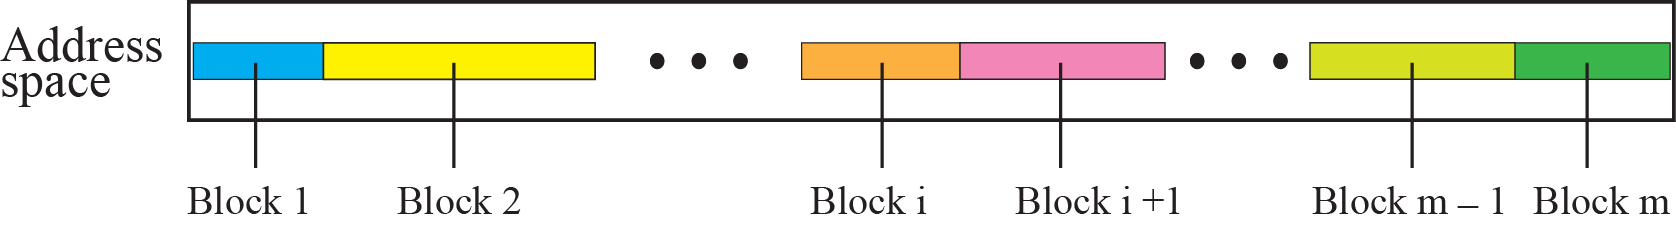 Address
space
Block 1
Block 2
Block i
Block i +1
Block m – 1
Block m